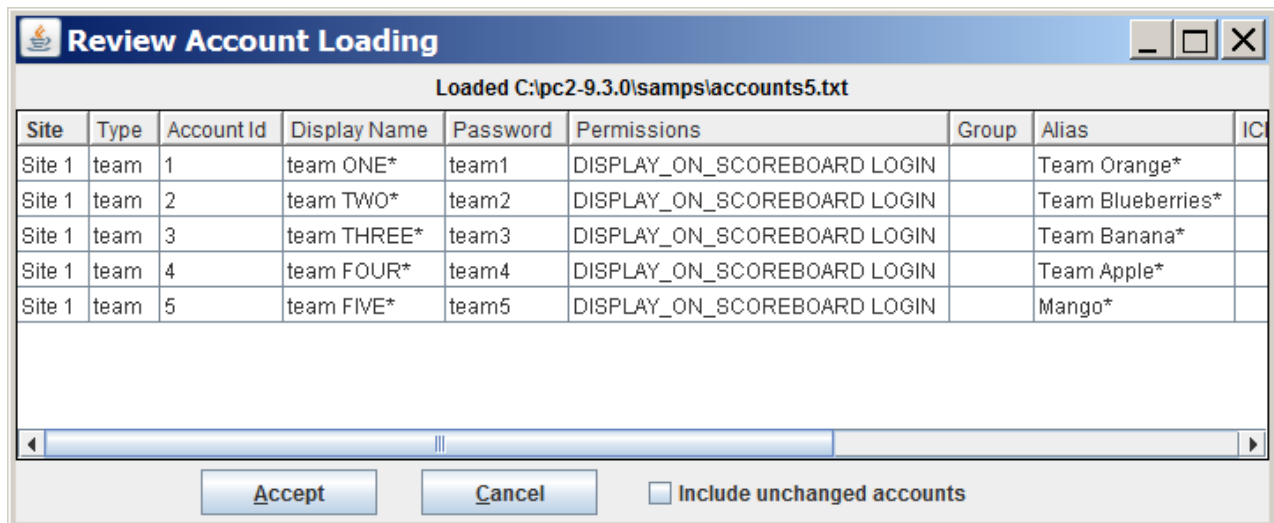 Review Account Loading
Loaded C:\pc2-9.3.0\samps\accounts5.txt
Site Type Account Id Display Name Password Permissions Group Alias
Site 1 team 1 team ONE* team1 DISPLAY_ON_SCOREBOARD LOGIN Team Orange*
Site 1 team 2 team TWO* team2 DISPLAY_ON_SCOREBOARD LOGIN Team Blueberries*
Site 1 team 3 team THREE* team3 DISPLAY_ON_SCOREBOARD LOGIN Team Banana*
Site 1 team 4 team FOUR* team4 DISPLAY_ON_SCOREBOARD LOGIN Team Apple*
Site 1 team 5 team FIVE* team5 DISPLAY_ON_SCOREBOARD LOGIN Mango*
Accept Cancel Include unchanged accounts